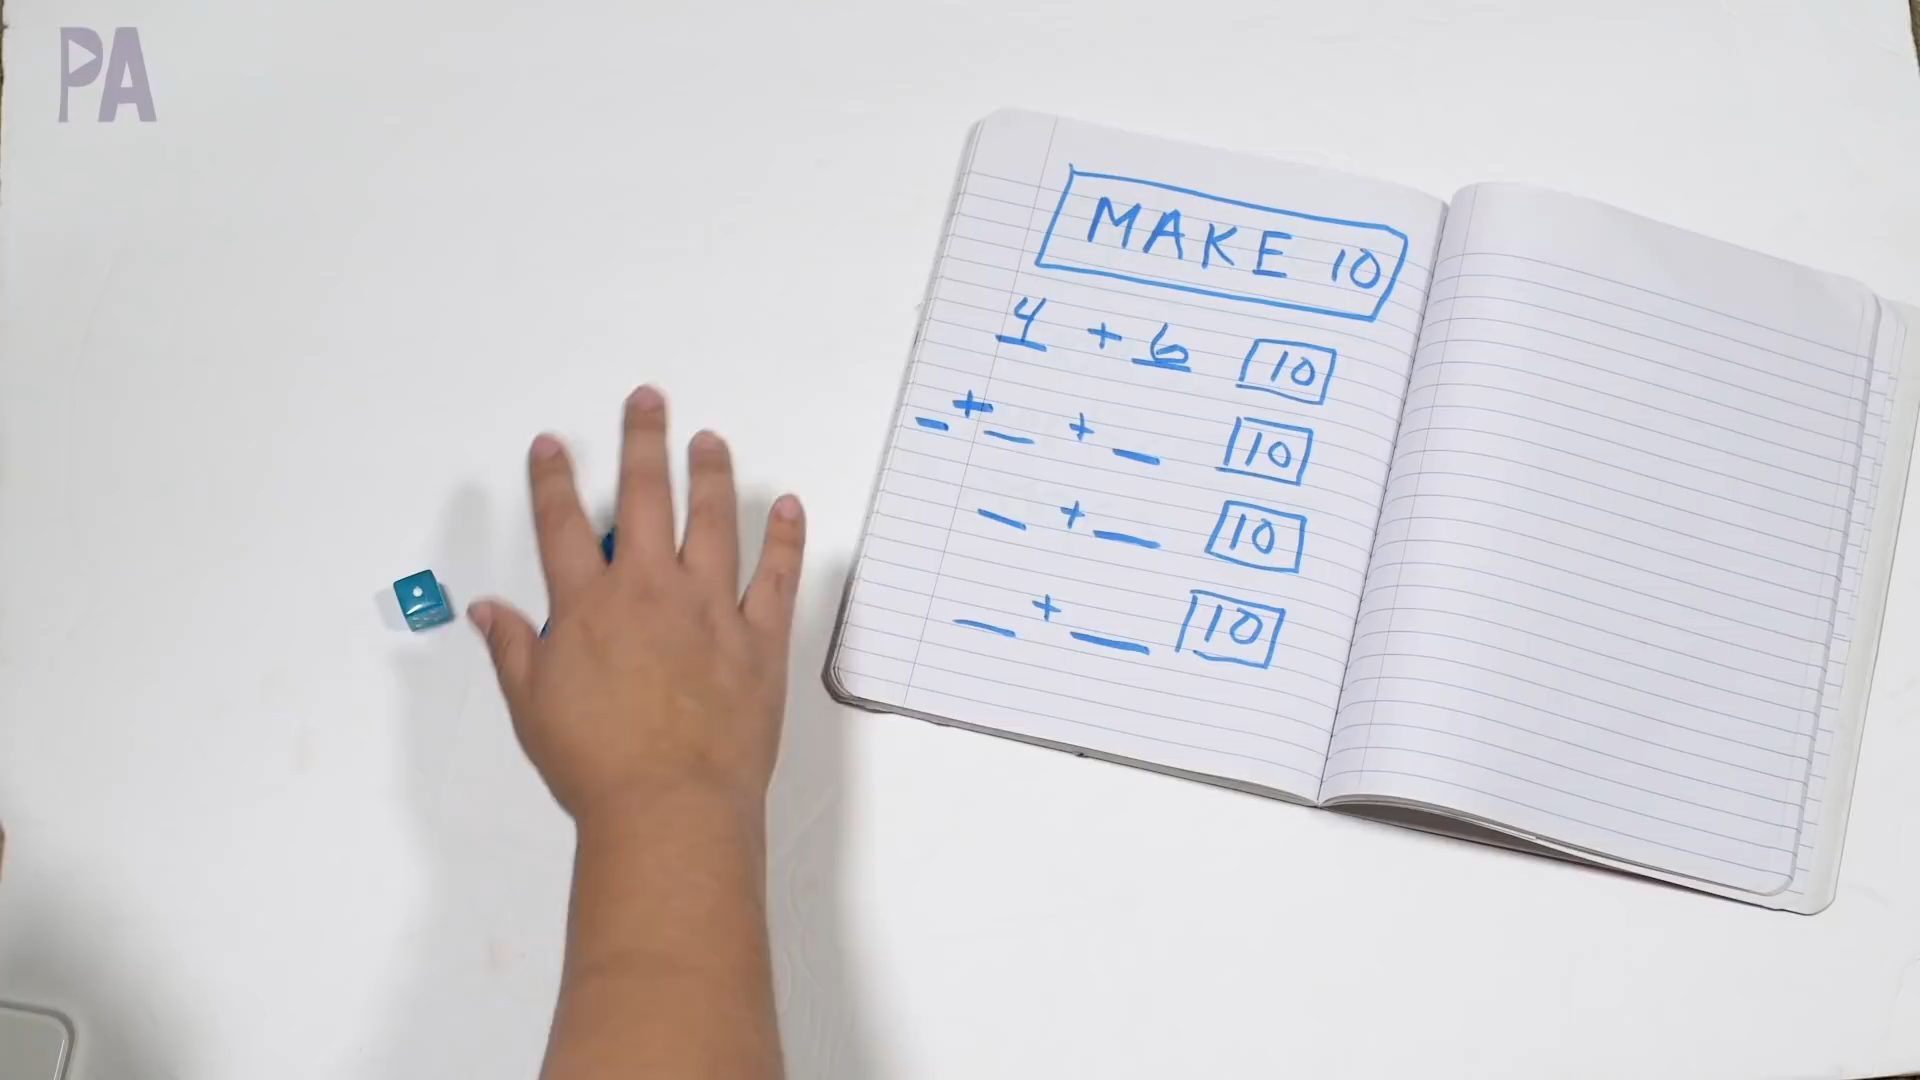 PA
MAKE 10
4 + 6 10
_ + _ + _ 10
_ + _ 10
_ + _ 10